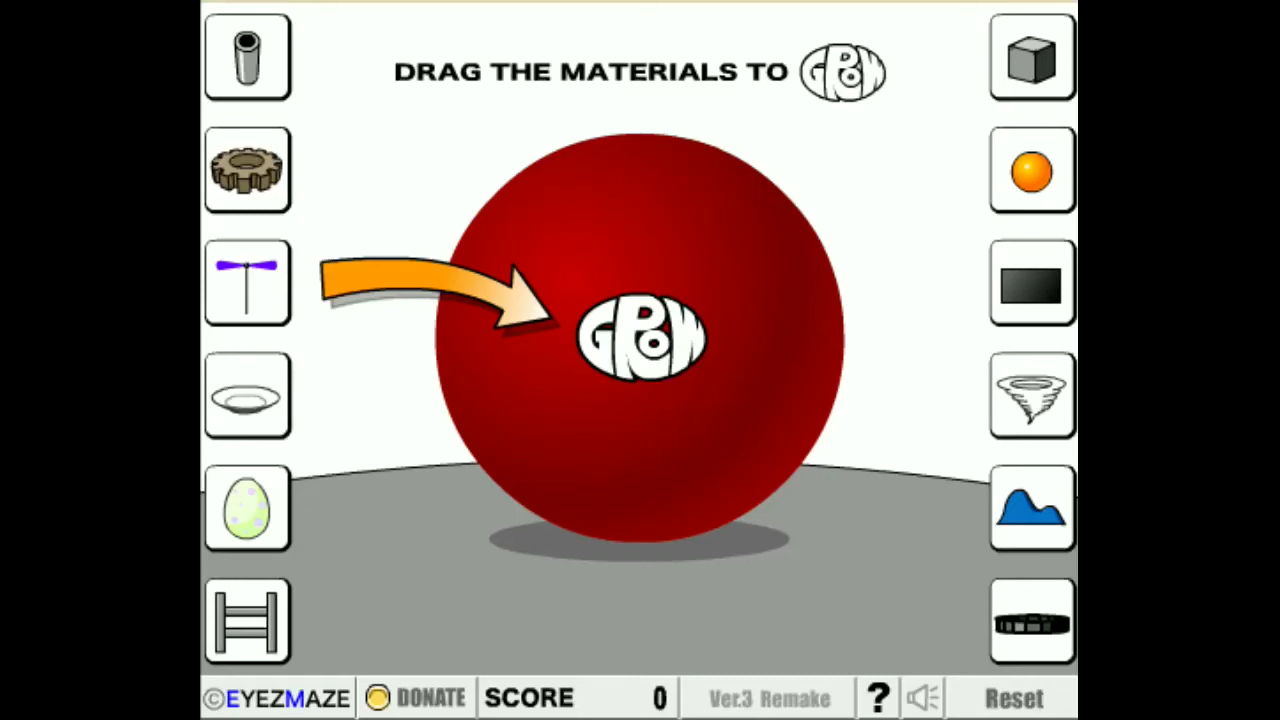 DRAG THE MATERIALS TO GROW
GROW
©EYEZMAZE DONATE SCORE 0 Ver.3 Remake ? Reset